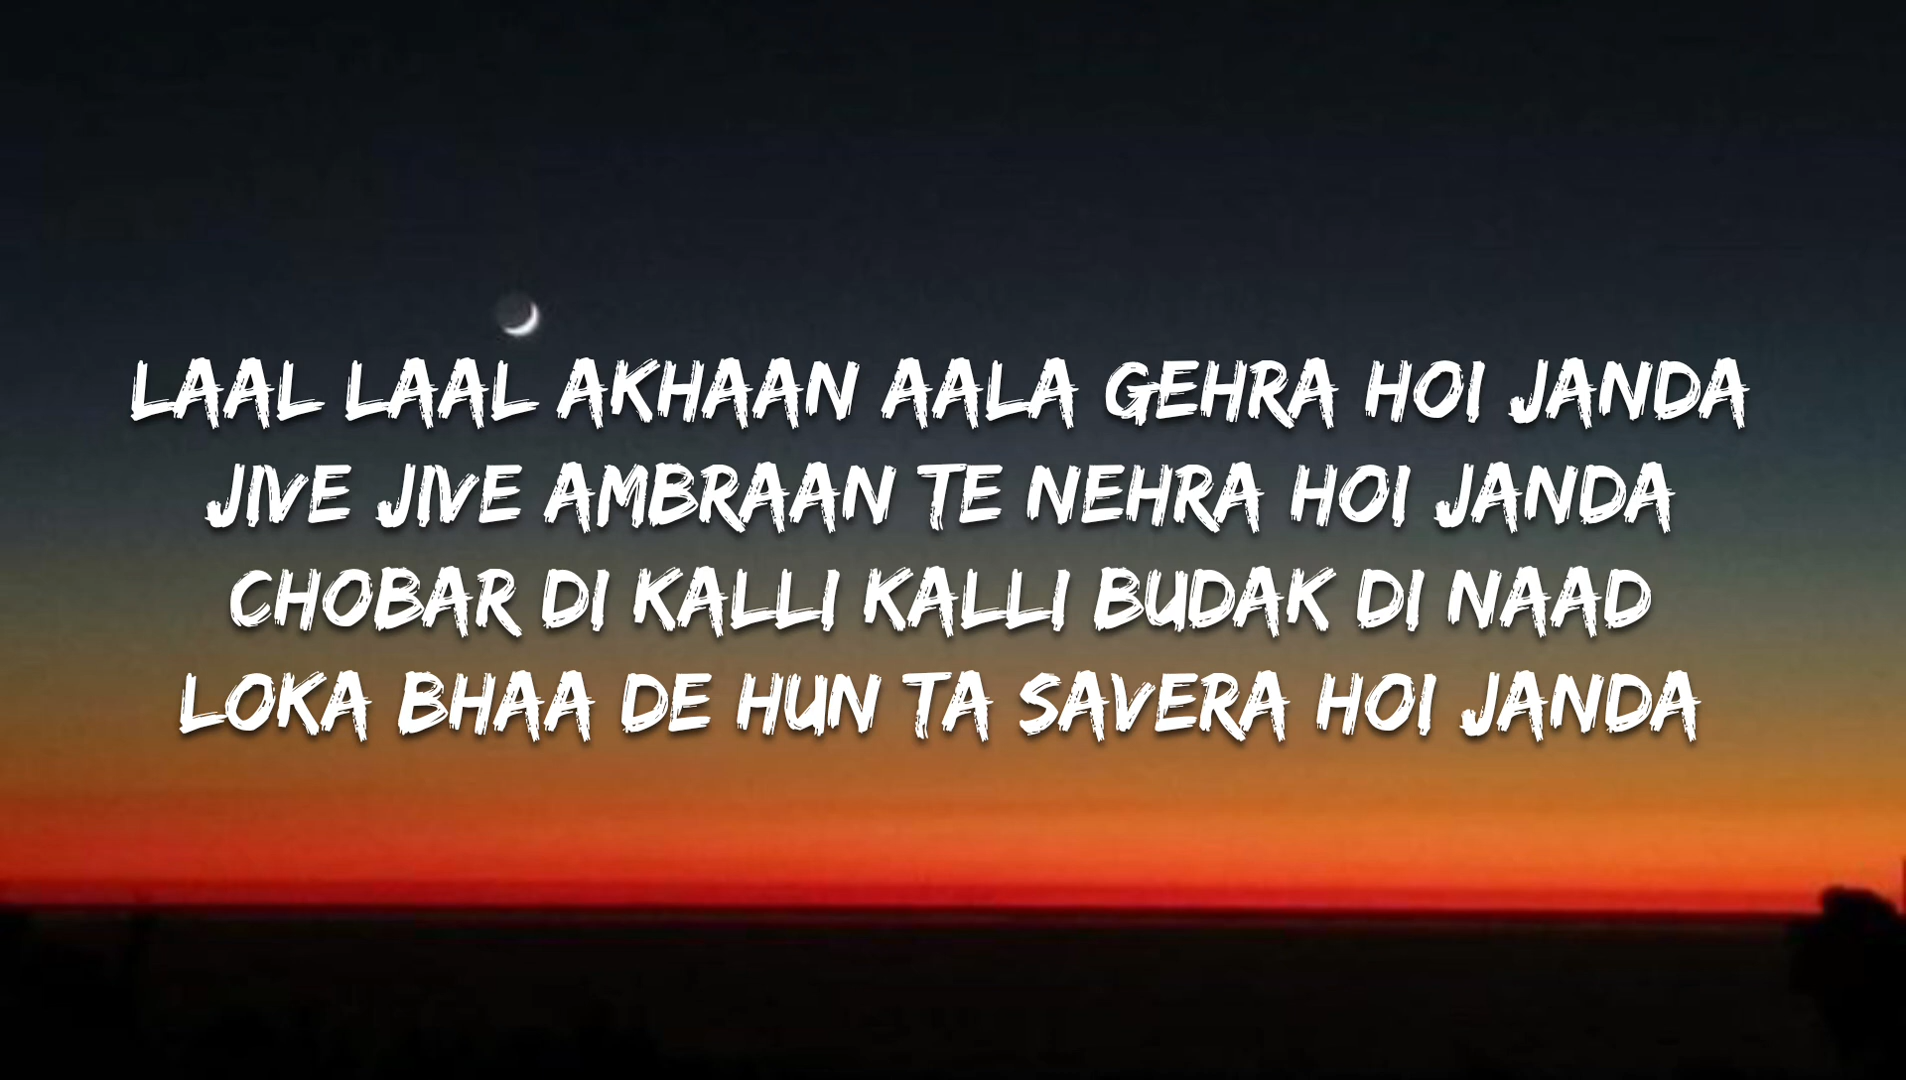 LAAL LAAL AKHAAN AALA GEHRA HOI JANDA
JIVE JIVE AMBRAAN TE NEHRA HOI JANDA
CHOBAR DI KALLI KALLI BUDAK DI NAAD
LOKA BHAA DE HUN TA SAVERA HOI JANDA